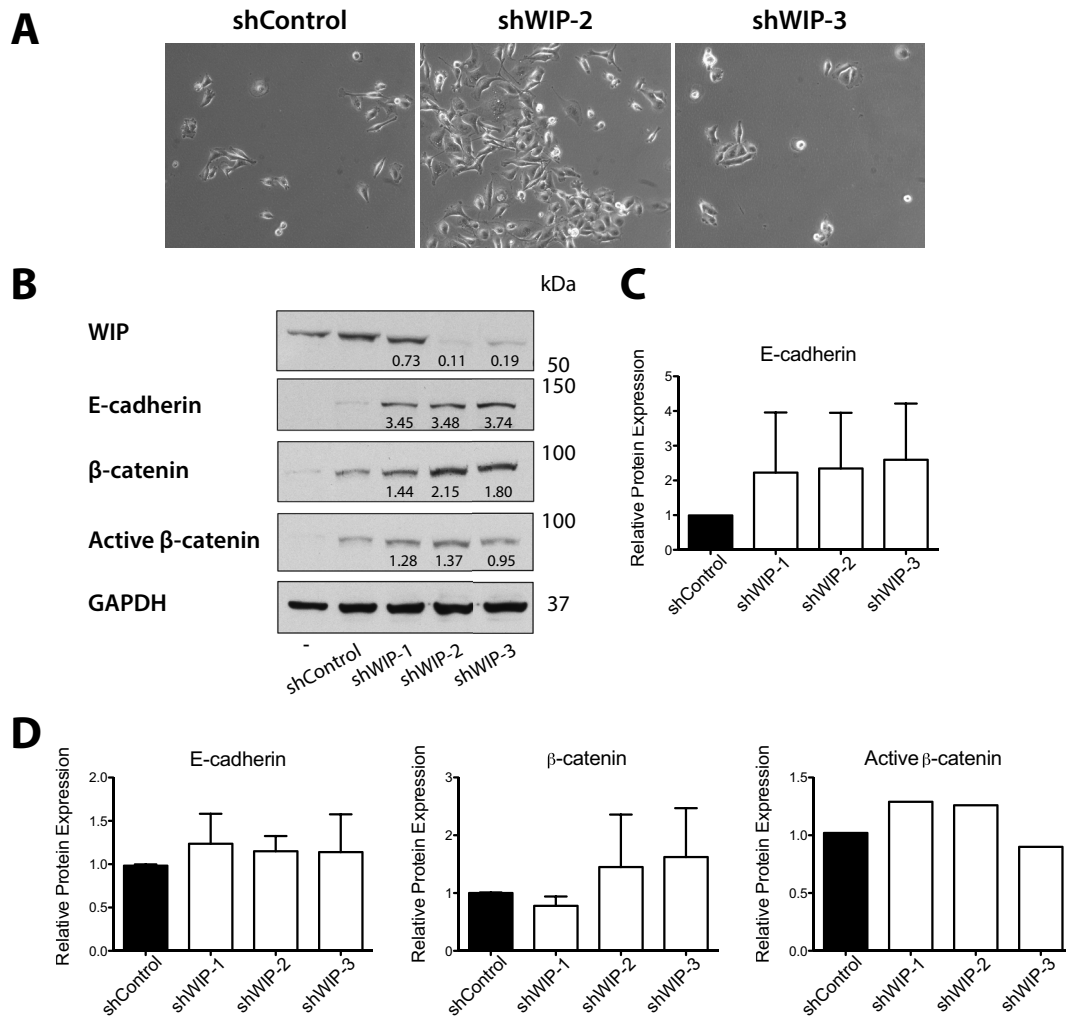 A
shControl
shWIP-2
shWIP-3
B
kDa
WIP
0.73 0.11 0.19
50
E-cadherin
150
3.45 3.48 3.74
β-catenin
100
1.44 2.15 1.80
Active β-catenin
100
1.28 1.37 0.95
GAPDH
37
-
shControl
shWIP-1
shWIP-2
shWIP-3
C
E-cadherin
Relative Protein Expression
5
4
3
2
1
0
shControl
shWIP-1
shWIP-2
shWIP-3
D
E-cadherin
Relative Protein Expression
2.0
1.5
1.0
0.5
0.0
shControl
shWIP-1
shWIP-2
shWIP-3
β-catenin
Relative Protein Expression
3
2
1
0
shControl
shWIP-1
shWIP-2
shWIP-3
Active β-catenin
Relative Protein Expression
1.5
1.0
0.5
0.0
shControl
shWIP-1
shWIP-2
shWIP-3